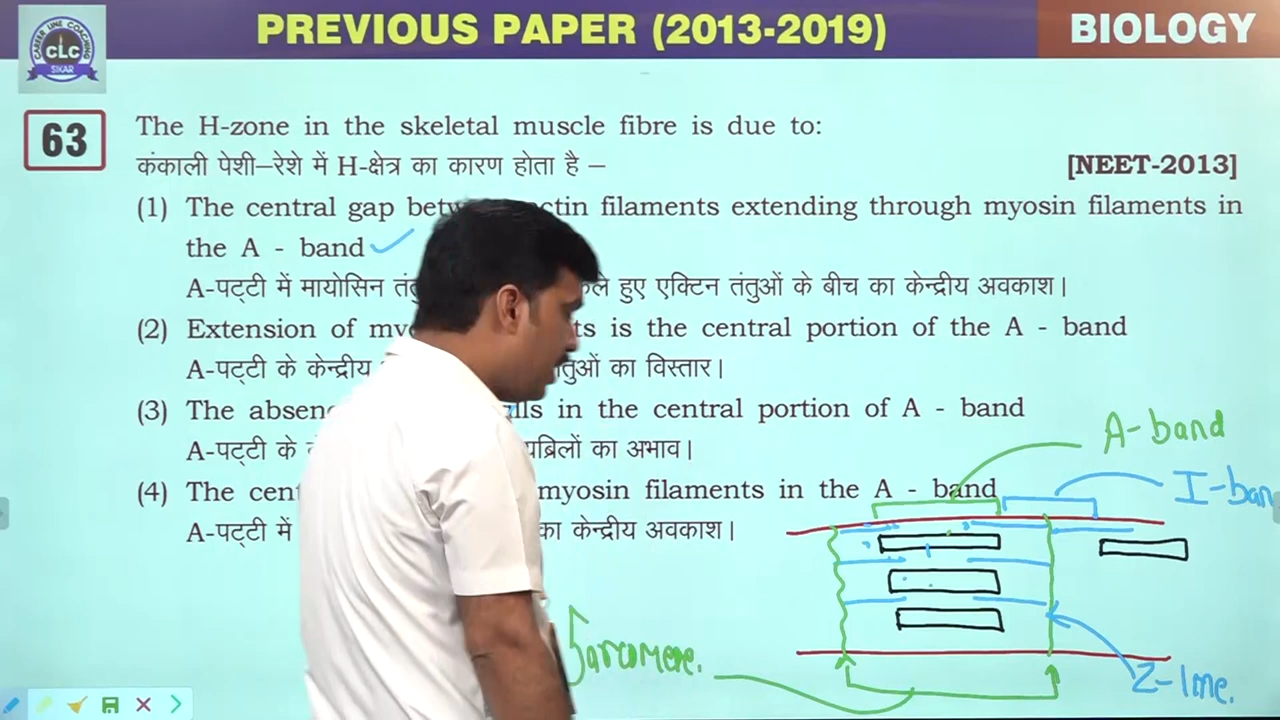 PREVIOUS PAPER (2013-2019)
BIOLOGY
CAREER LINE COACHING
CLC
SIKAR
63
The H-zone in the skeletal muscle fibre is due to:
कंकाली पेशी–रेशे में H-क्षेत्र का कारण होता है –
[NEET-2013]
(1) The central gap filaments extending through myosin filaments in
the A - band
A-पट्टी में मायोसिन हुए एक्टिन तंतुओं के बीच का केन्द्रीय अवकाश।
(2) Extension of is the central portion of the A - band
A-पट्टी के केन्द्रीय का विस्तार।
(3) The in the central portion of A - band
A-पट्टी के का अभाव।
(4) The myosin filaments in the A - band
A-पट्टी में का केन्द्रीय अवकाश।
A-band
I-ban
Sarcomere.
Z-line.